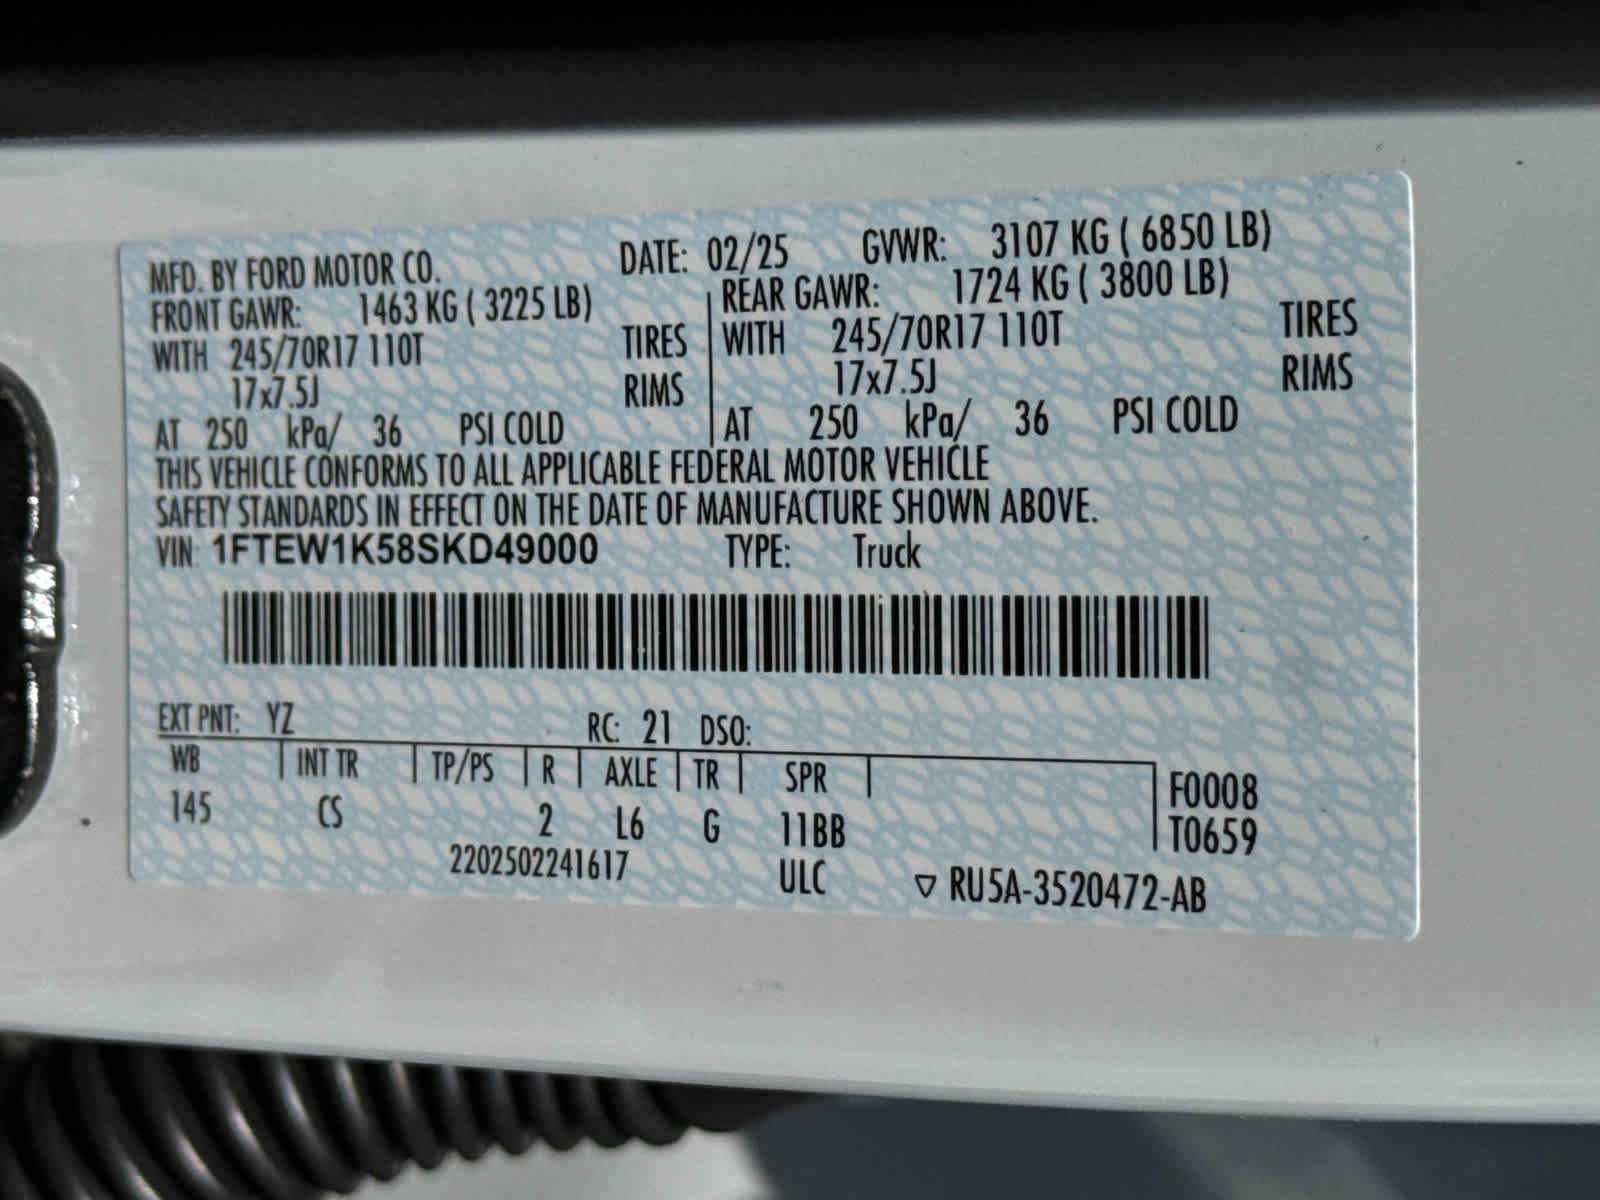 MFD. BY FORD MOTOR CO. DATE: 02/25 GVWR: 3107 KG ( 6850 LB)
FRONT GAWR: 1463 KG ( 3225 LB) REAR GAWR: 1724 KG ( 3800 LB)
WITH 245/70R17 110T TIRES WITH 245/70R17 110T TIRES
17x7.5J RIMS 17x7.5J RIMS
AT 250 kPa/ 36 PSI COLD AT 250 kPa/ 36 PSI COLD
THIS VEHICLE CONFORMS TO ALL APPLICABLE FEDERAL MOTOR VEHICLE
SAFETY STANDARDS IN EFFECT ON THE DATE OF MANUFACTURE SHOWN ABOVE.
VIN: 1FTEW1K58SKD49000 TYPE: Truck
EXT PNT: YZ RC: 21 DSO:
WB INT TR TP/PS R AXLE TR SPR F0008
145 CS 2 L6 G 11BB T0659
2202502241617 ULC ▽ RU5A-3520472-AB